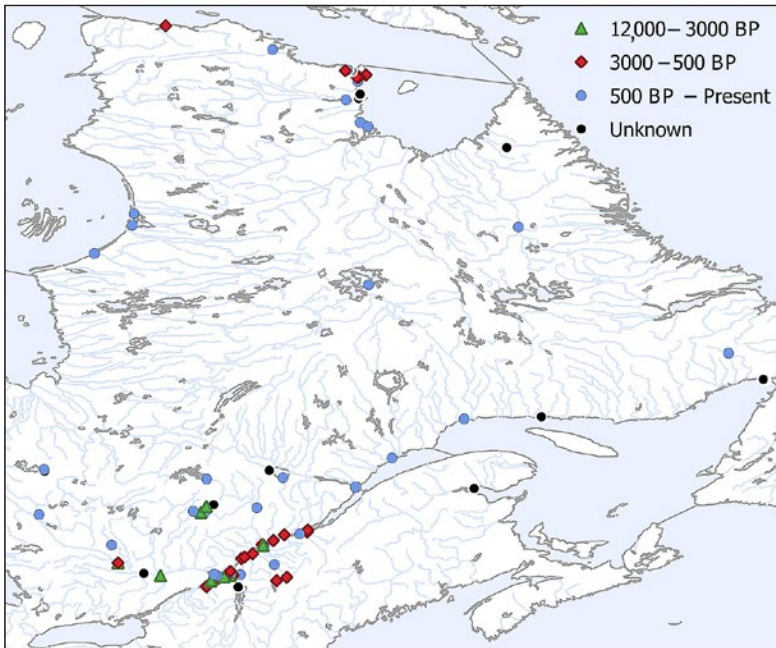 12,000 – 3000 BP
3000 – 500 BP
500 BP – Present
Unknown